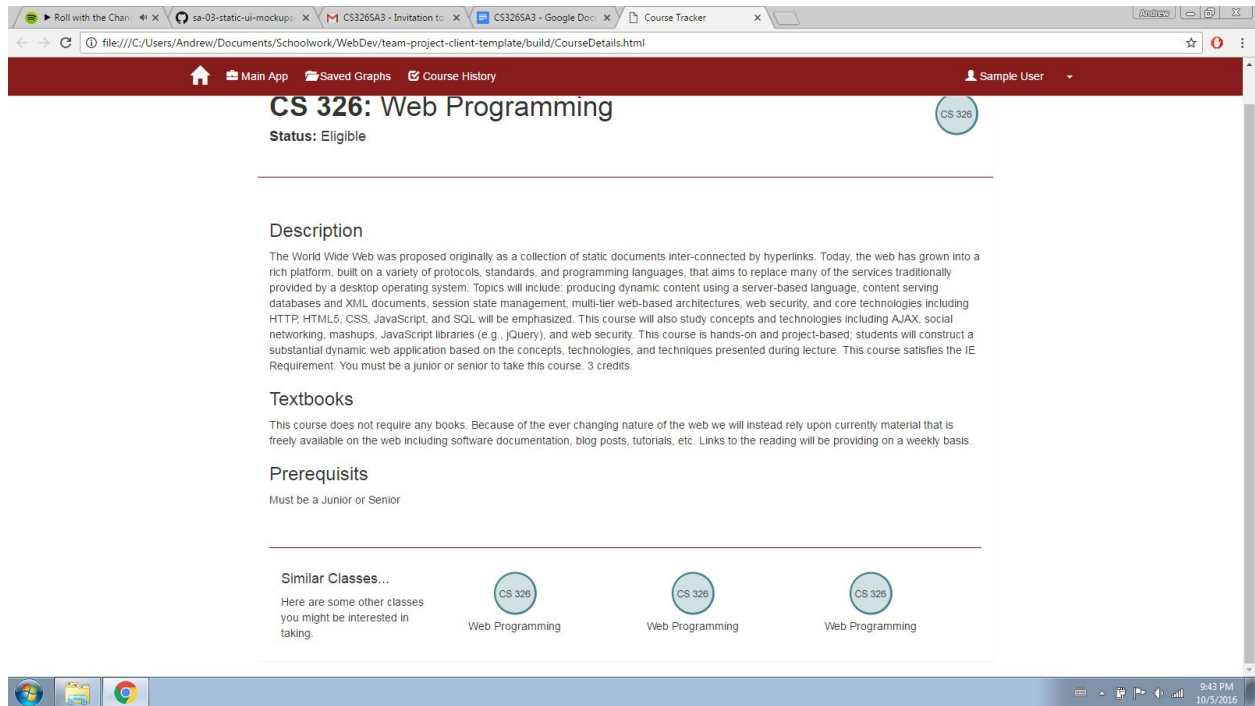 Roll with the Chan
sa-03-static-ui-mockups
CS326SA3 - Invitation to
CS326SA3 - Google Doc
Course Tracker
Andrew
file:///C:/Users/Andrew/Documents/Schoolwork/WebDev/team-project-client-template/build/CourseDetails.html
Main App Saved Graphs Course History Sample User
CS 326: Web Programming
CS 326
Status: Eligible
Description
The World Wide Web was proposed originally as a collection of static documents inter-connected by hyperlinks. Today, the web has grown into a
rich platform, built on a variety of protocols, standards, and programming languages, that aims to replace many of the services traditionally
provided by a desktop operating system. Topics will include: producing dynamic content using a server-based language, content serving
databases and XML documents, session state management, multi-tier web-based architectures, web security, and core technologies including
HTTP, HTML5, CSS, JavaScript, and SQL will be emphasized. This course will also study concepts and technologies including AJAX, social
networking, mashups, JavaScript libraries (e.g., jQuery), and web security. This course is hands-on and project-based; students will construct a
substantial dynamic web application based on the concepts, technologies, and techniques presented during lecture. This course satisfies the IE
Requirement. You must be a junior or senior to take this course. 3 credits.
Textbooks
This course does not require any books. Because of the ever changing nature of the web we will instead rely upon currently material that is
freely available on the web including software documentation, blog posts, tutorials, etc. Links to the reading will be providing on a weekly basis.
Prerequisits
Must be a Junior or Senior
Similar Classes...
Here are some other classes
you might be interested in
taking.
CS 326
Web Programming
CS 326
Web Programming
CS 326
Web Programming
9:43 PM
10/5/2016